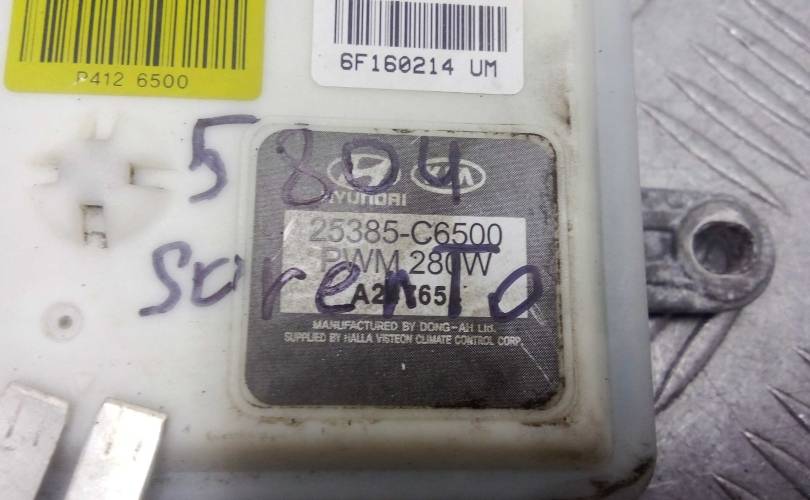 P412 6500
6F160214 UM
5804
HYUNDAI
KIA
25385-C6500
PWM 280W
Sorento
MANUFACTURED BY DONG-AH Ltd.
SUPPLIED BY HALLA VISTEON CLIMATE CONTROL CORP.